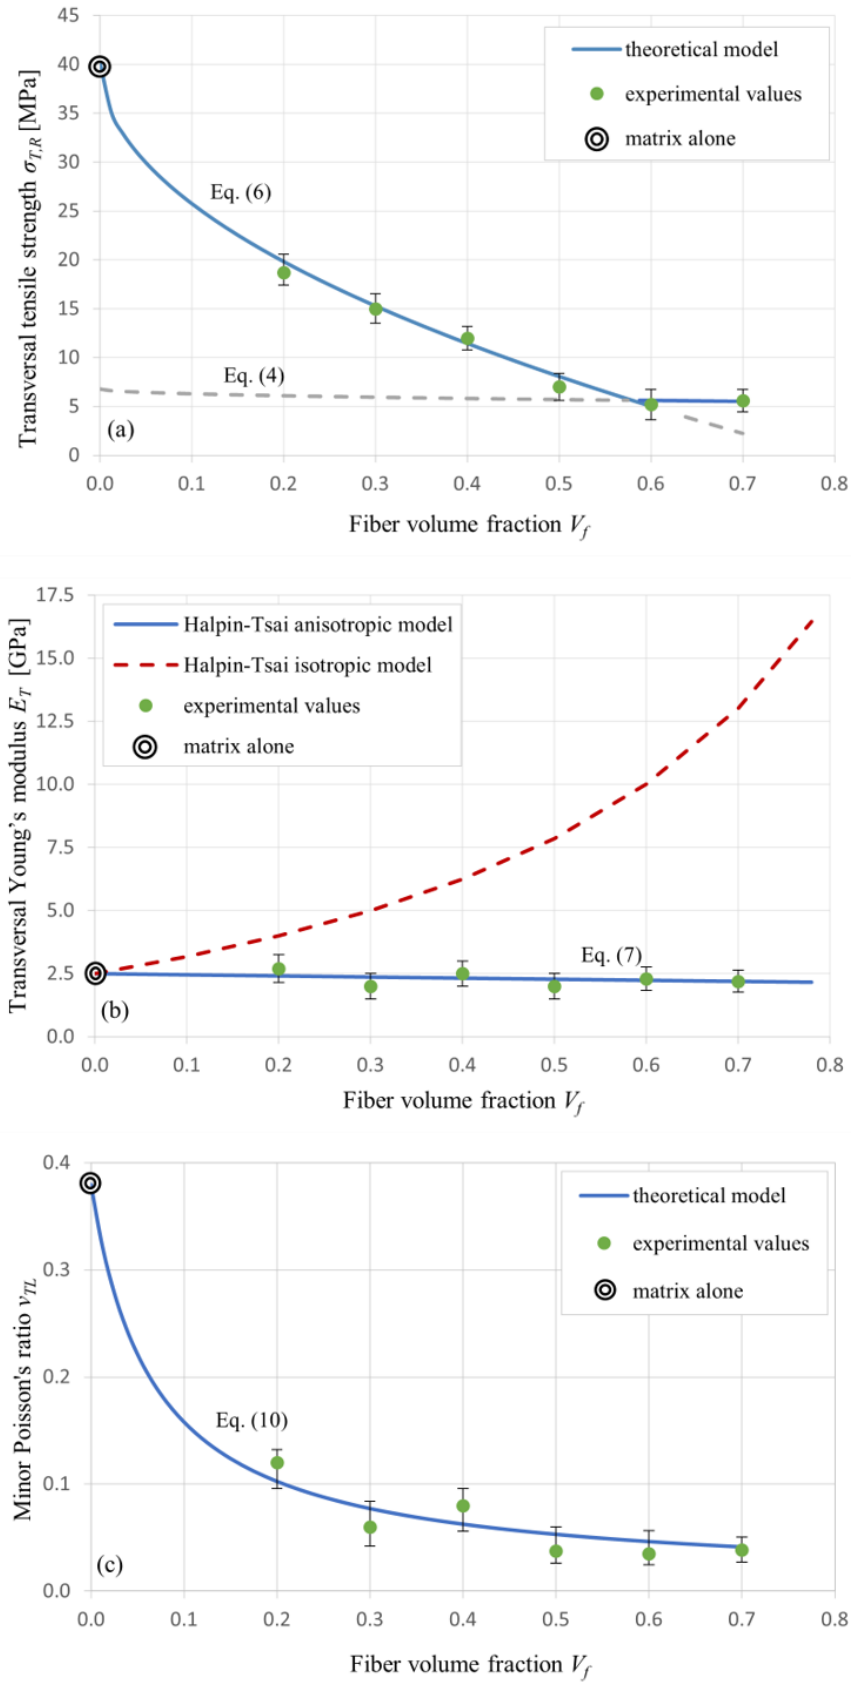 45
40
35
30
25
20
15
10
5
0
Transversal tensile strength σT,R [MPa]
theoretical model
experimental values
matrix alone
Eq. (6)
Eq. (4)
(a)
0.0 0.1 0.2 0.3 0.4 0.5 0.6 0.7 0.8
Fiber volume fraction Vf
17.5
15.0
12.5
10.0
7.5
5.0
2.5
0.0
Transversal Young's modulus ET [GPa]
Halpin-Tsai anisotropic model
Halpin-Tsai isotropic model
experimental values
matrix alone
Eq. (7)
(b)
0.0 0.1 0.2 0.3 0.4 0.5 0.6 0.7 0.8
Fiber volume fraction Vf
0.4
0.3
0.2
0.1
0.0
Minor Poisson's ratio νTL
theoretical model
experimental values
matrix alone
Eq. (10)
(c)
0.0 0.1 0.2 0.3 0.4 0.5 0.6 0.7 0.8
Fiber volume fraction Vf